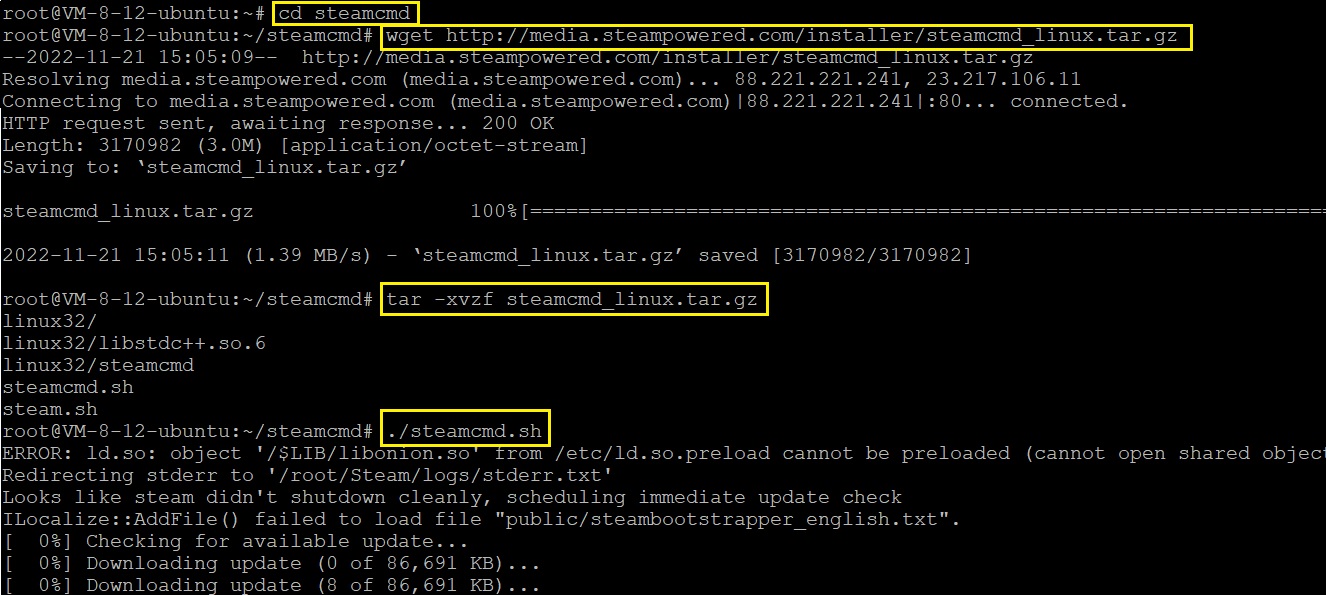 root@VM-8-12-ubuntu:~# cd steamcmd
root@VM-8-12-ubuntu:~/steamcmd# wget http://media.steampowered.com/installer/steamcmd_linux.tar.gz
--2022-11-21 15:05:09--  http://media.steampowered.com/installer/steamcmd_linux.tar.gz
Resolving media.steampowered.com (media.steampowered.com)... 88.221.221.241, 23.217.106.11
Connecting to media.steampowered.com (media.steampowered.com)|88.221.221.241|:80... connected.
HTTP request sent, awaiting response... 200 OK
Length: 3170982 (3.0M) [application/octet-stream]
Saving to: ‘steamcmd_linux.tar.gz’
steamcmd_linux.tar.gz                  100%[===================================================================
2022-11-21 15:05:11 (1.39 MB/s) - ‘steamcmd_linux.tar.gz’ saved [3170982/3170982]
root@VM-8-12-ubuntu:~/steamcmd# tar -xvzf steamcmd_linux.tar.gz
linux32/
linux32/libstdc++.so.6
linux32/steamcmd
steamcmd.sh
steam.sh
root@VM-8-12-ubuntu:~/steamcmd# ./steamcmd.sh
ERROR: ld.so: object '/$LIB/libonion.so' from /etc/ld.so.preload cannot be preloaded (cannot open shared object
Redirecting stderr to '/root/Steam/logs/stderr.txt'
Looks like steam didn't shutdown cleanly, scheduling immediate update check
ILocalize::AddFile() failed to load file "public/steambootstrapper_english.txt".
[  0%] Checking for available update...
[  0%] Downloading update (0 of 86,691 KB)...
[  0%] Downloading update (8 of 86,691 KB)...